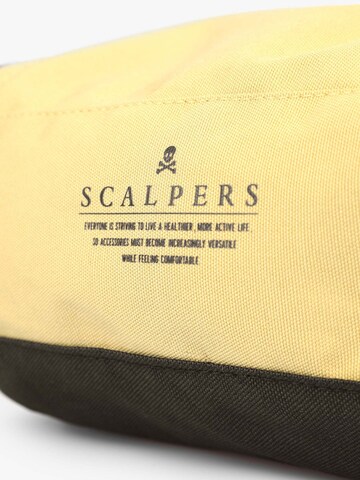 SCALPERS
EVERYONE IS STRIVING TO LIVE A HEALTHIER, MORE ACTIVE LIFE.
SO ACCESSORIES MUST BECOME INCREASINGLY VERSATILE
WHILE FEELING COMFORTABLE.